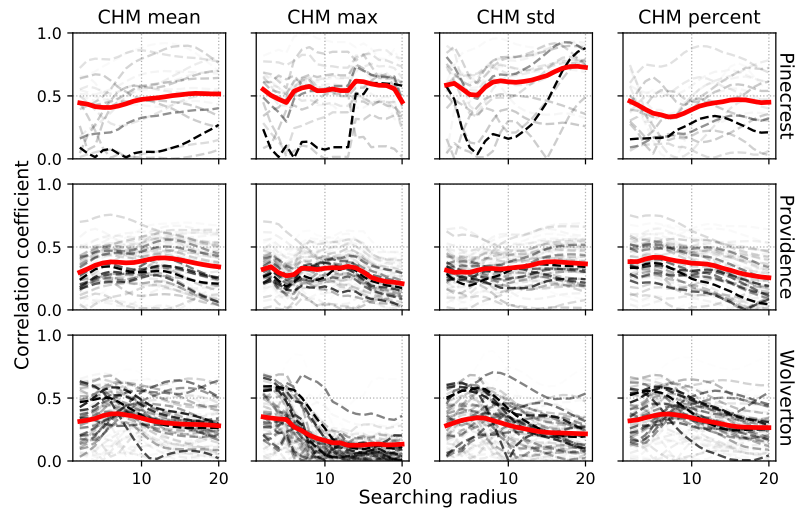 CHM mean CHM max CHM std CHM percent
1.0
0.5
0.0
Pinecrest
1.0
0.5
0.0
Providence
1.0
0.5
0.0
Wolverton
10 20 10 20 10 20 10 20
Correlation coefficient
Searching radius